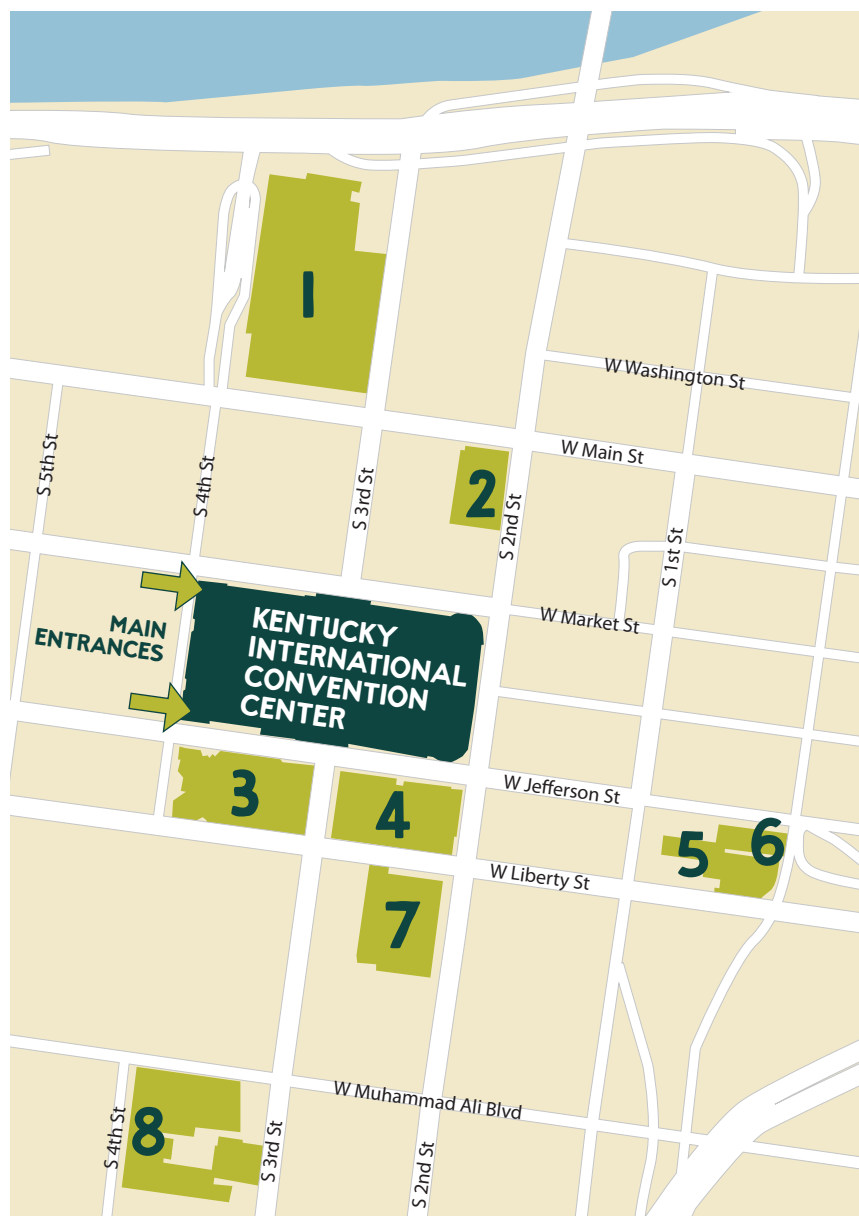 1
W Washington St
W Main St
S 5th St
S 4th St
S 3rd St
2
S 2nd St
S 1st St
W Market St
MAIN
ENTRANCES
KENTUCKY
INTERNATIONAL
CONVENTION
CENTER
3
4
W Jefferson St
5
6
W Liberty St
7
W Muhammad Ali Blvd
8
S 4th St
S 3rd St
S 2nd St